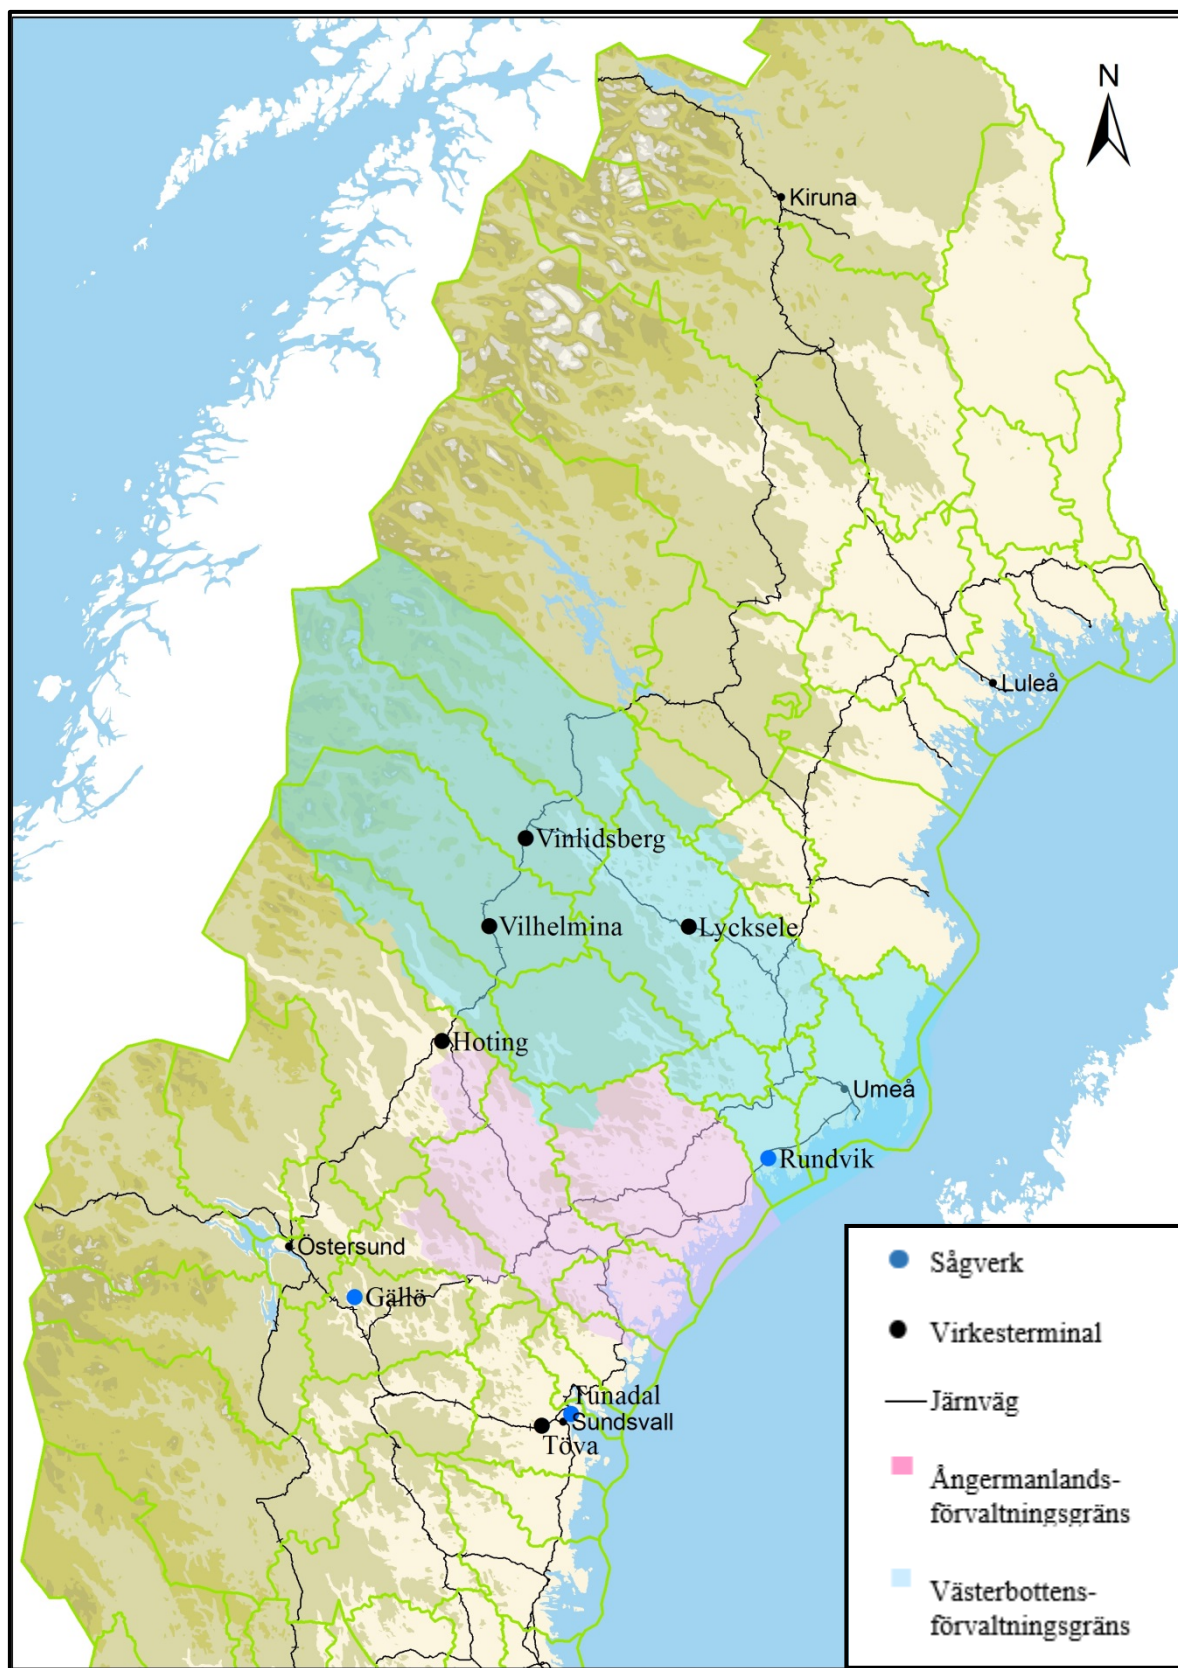 N
Kiruna
Luleå
Vinlidsberg
Vilhelmina
Lycksele
Hoting
Umeå
Rundvik
Östersund
Gällö
Tunadal
Sundsvall
Töva
Sågverk
Virkesterminal
Järnväg
Ångermanlands-
förvaltningsgräns
Västerbottens-
förvaltningsgräns